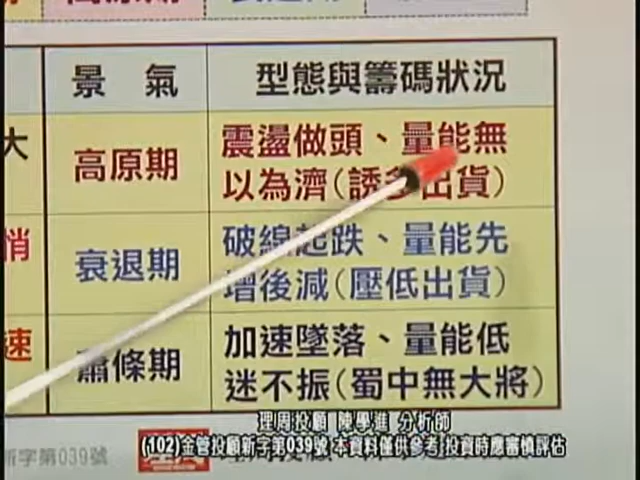 景氣 型態與籌碼狀況
大 高原期 震盪做頭、量能無
以為濟(誘多出貨)
悄 衰退期 破線起跌、量能先
增後減(壓低出貨)
速 蕭條期 加速墜落、量能低
迷不振(蜀中無大將)
理周投顧 陳學進 分析師
(102)金管投顧新字第039號 本資料僅供參考,投資時應審慎評估
新字第039號